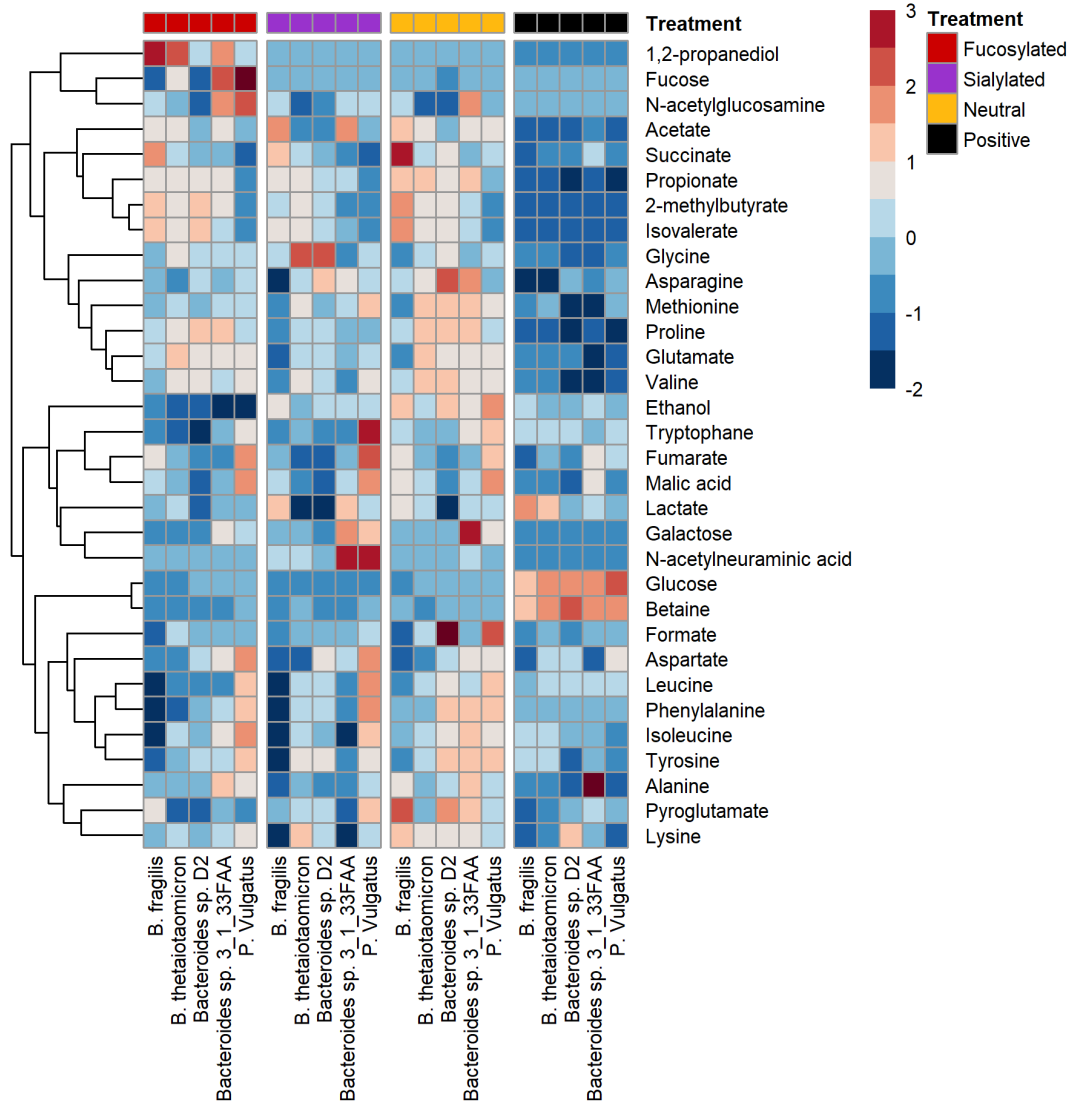 Treatment
1,2-propanediol
Fucose
N-acetylglucosamine
Acetate
Succinate
Propionate
2-methylbutyrate
Isovalerate
Glycine
Asparagine
Methionine
Proline
Glutamate
Valine
Ethanol
Tryptophane
Fumarate
Malic acid
Lactate
Galactose
N-acetylneuraminic acid
Glucose
Betaine
Formate
Aspartate
Leucine
Phenylalanine
Isoleucine
Tyrosine
Alanine
Pyroglutamate
Lysine
3
2
1
0
-1
-2
Treatment
Fucosylated
Sialylated
Neutral
Positive
B. fragilis
B. thetaiotaomicron
Bacteroides sp. D2
Bacteroides sp. 3_1_33FAA
P. Vulgatus
B. fragilis
B. thetaiotaomicron
Bacteroides sp. D2
Bacteroides sp. 3_1_33FAA
P. Vulgatus
B. fragilis
B. thetaiotaomicron
Bacteroides sp. D2
Bacteroides sp. 3_1_33FAA
P. Vulgatus
B. fragilis
B. thetaiotaomicron
Bacteroides sp. D2
Bacteroides sp. 3_1_33FAA
P. Vulgatus